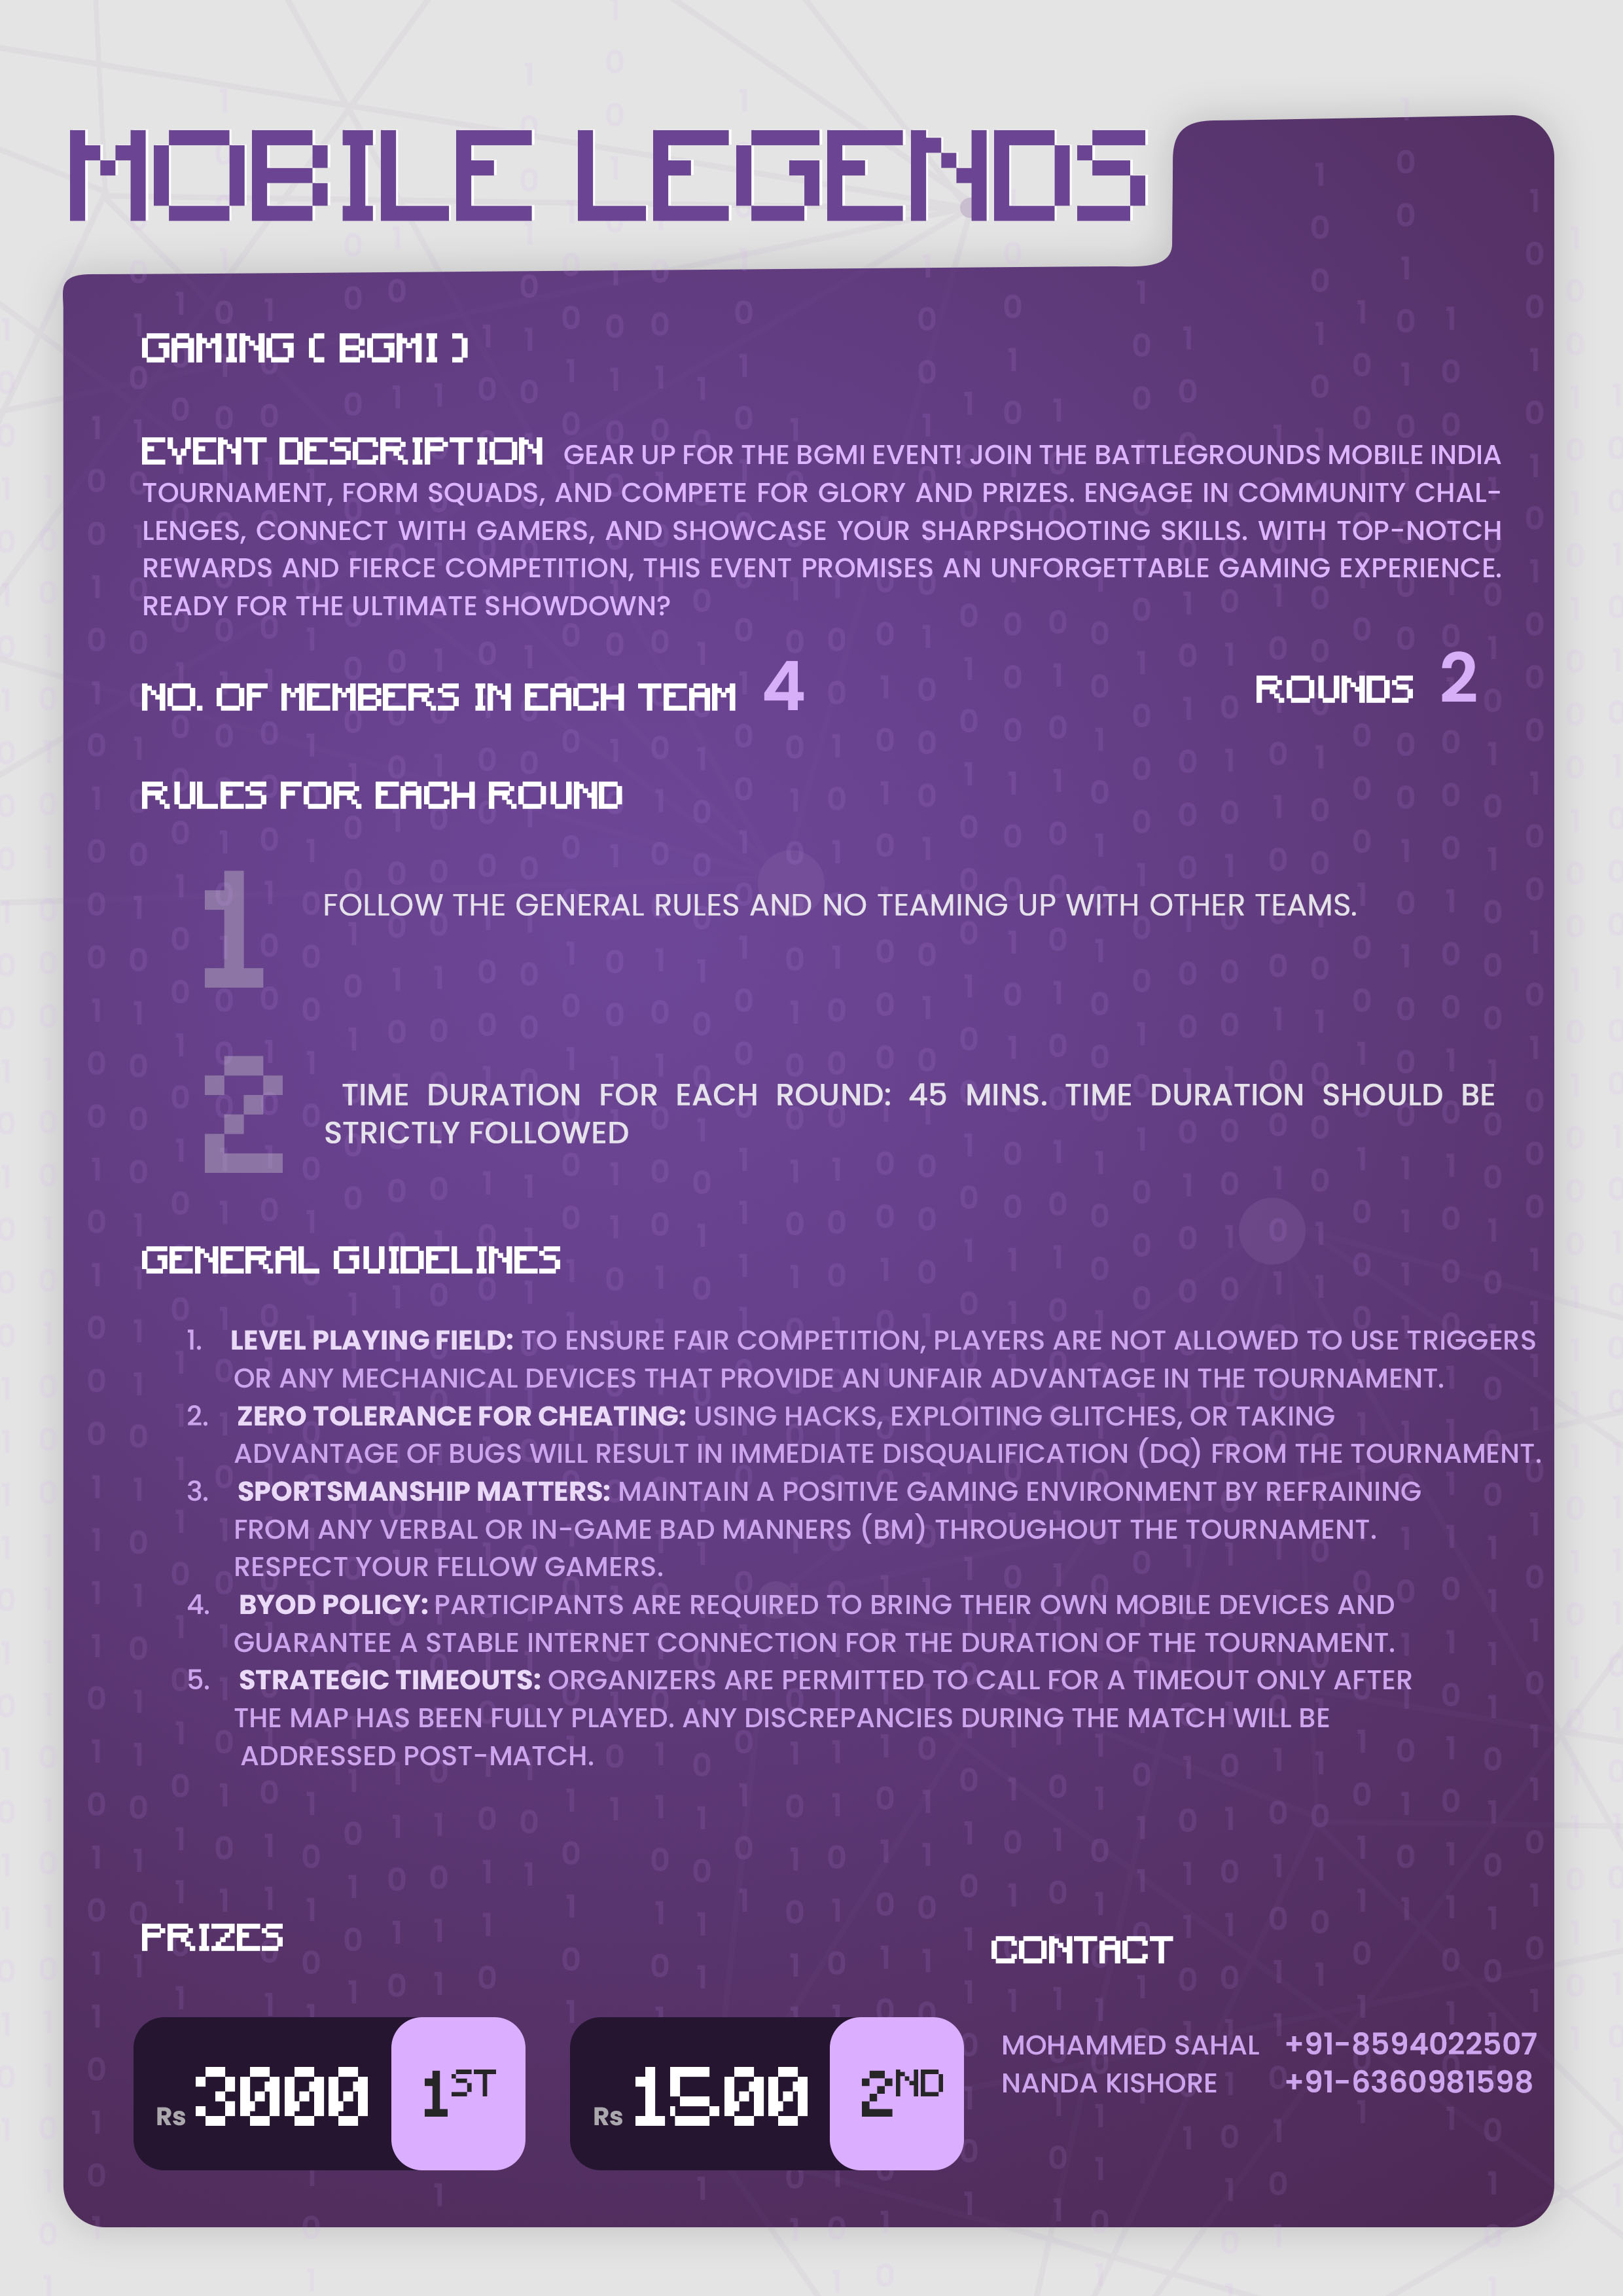 MOBILE LEGENDS
GAMING ( BGMI )
EVENT DESCRIPTION GEAR UP FOR THE BGMI EVENT! JOIN THE BATTLEGROUNDS MOBILE INDIA
TOURNAMENT, FORM SQUADS, AND COMPETE FOR GLORY AND PRIZES. ENGAGE IN COMMUNITY CHAL-
LENGES, CONNECT WITH GAMERS, AND SHOWCASE YOUR SHARPSHOOTING SKILLS. WITH TOP-NOTCH
REWARDS AND FIERCE COMPETITION, THIS EVENT PROMISES AN UNFORGETTABLE GAMING EXPERIENCE.
READY FOR THE ULTIMATE SHOWDOWN?
NO. OF MEMBERS IN EACH TEAM 4
ROUNDS 2
RULES FOR EACH ROUND
1 FOLLOW THE GENERAL RULES AND NO TEAMING UP WITH OTHER TEAMS.
2 TIME DURATION FOR EACH ROUND: 45 MINS. TIME DURATION SHOULD BE
STRICTLY FOLLOWED
GENERAL GUIDELINES
1. LEVEL PLAYING FIELD: TO ENSURE FAIR COMPETITION, PLAYERS ARE NOT ALLOWED TO USE TRIGGERS
OR ANY MECHANICAL DEVICES THAT PROVIDE AN UNFAIR ADVANTAGE IN THE TOURNAMENT.
2. ZERO TOLERANCE FOR CHEATING: USING HACKS, EXPLOITING GLITCHES, OR TAKING
ADVANTAGE OF BUGS WILL RESULT IN IMMEDIATE DISQUALIFICATION (DQ) FROM THE TOURNAMENT.
3. SPORTSMANSHIP MATTERS: MAINTAIN A POSITIVE GAMING ENVIRONMENT BY REFRAINING
FROM ANY VERBAL OR IN-GAME BAD MANNERS (BM) THROUGHOUT THE TOURNAMENT.
RESPECT YOUR FELLOW GAMERS.
4. BYOD POLICY: PARTICIPANTS ARE REQUIRED TO BRING THEIR OWN MOBILE DEVICES AND
GUARANTEE A STABLE INTERNET CONNECTION FOR THE DURATION OF THE TOURNAMENT.
5. STRATEGIC TIMEOUTS: ORGANIZERS ARE PERMITTED TO CALL FOR A TIMEOUT ONLY AFTER
THE MAP HAS BEEN FULLY PLAYED. ANY DISCREPANCIES DURING THE MATCH WILL BE
ADDRESSED POST-MATCH.
PRIZES
Rs 3000 1ST
Rs 1500 2ND
CONTACT
MOHAMMED SAHAL +91-8594022507
NANDA KISHORE +91-6360981598